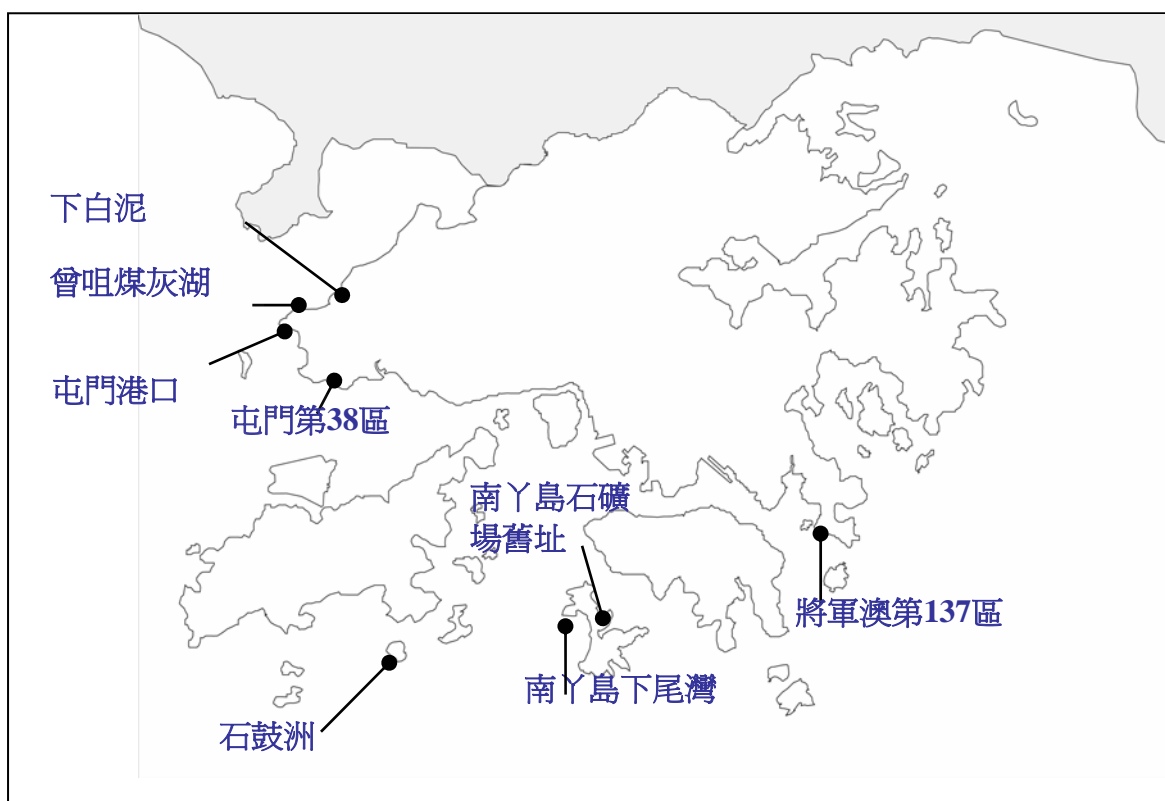 下白泥
曾咀煤灰湖
屯門港口
屯門第38區
南丫島石礦
場舊址
將軍澳第137區
南丫島下尾灣
石鼓洲